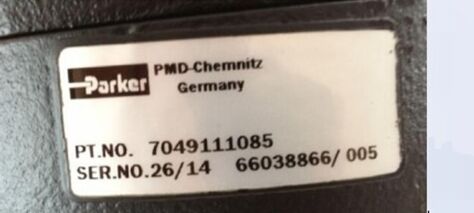 Parker
PMD-Chemnitz
Germany
PT.NO. 7049111085
SER.NO.26/14 66038866/ 005